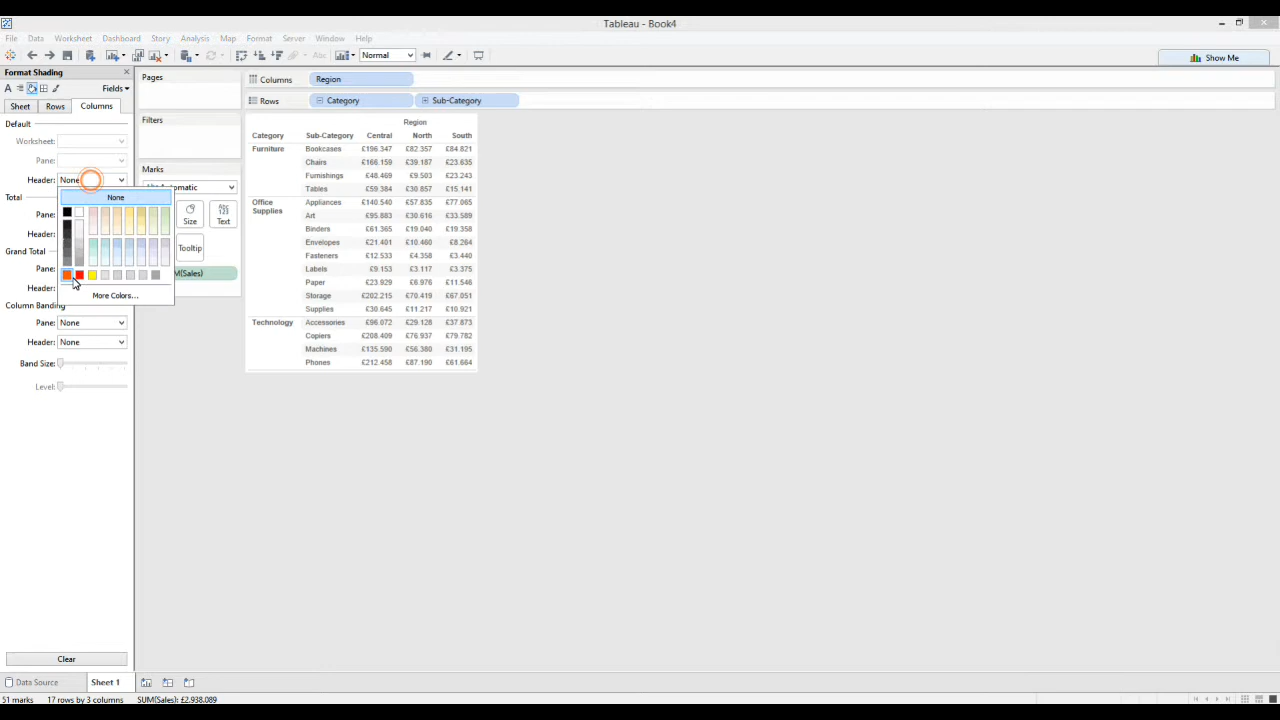 Tableau - Book4
File Data Worksheet Dashboard Story Analysis Map Format Server Window Help
Normal
Show Me
Format Shading
Fields
Sheet Rows Columns
Default
Worksheet:
Pane:
Header: None
None
Total
Pane:
Header:
Grand Total
Pane:
Header:
More Colors...
Column Banding
Pane: None
Header: None
Band Size:
Level:
Clear
Pages
Filters
Marks
Automatic
Size
Abc
123
Text
Tooltip
M(Sales)
Columns Region
Rows Category Sub-Category
Region
Category Sub-Category Central North South
Furniture Bookcases £196.347 £82.357 £84.821
Chairs £166.159 £39.187 £23.635
Furnishings £48.469 £9.503 £23.243
Tables £59.384 £30.857 £15.141
Office Supplies Appliances £140.540 £57.835 £77.065
Art £95.883 £30.616 £33.589
Binders £61.391 £19.040 £19.358
Envelopes £21.401 £10.460 £8.264
Fasteners £12.533 £4.358 £3.440
Labels £9.153 £3.117 £3.375
Paper £23.929 £6.976 £11.546
Storage £202.215 £70.419 £67.051
Supplies £30.645 £11.217 £10.921
Technology Accessories £96.072 £29.128 £37.873
Copiers £208.409 £76.937 £79.782
Machines £135.590 £56.380 £31.195
Phones £212.458 £87.190 £61.664
Data Source Sheet 1
51 marks 17 rows by 3 columns SUM(Sales): £2.938.089